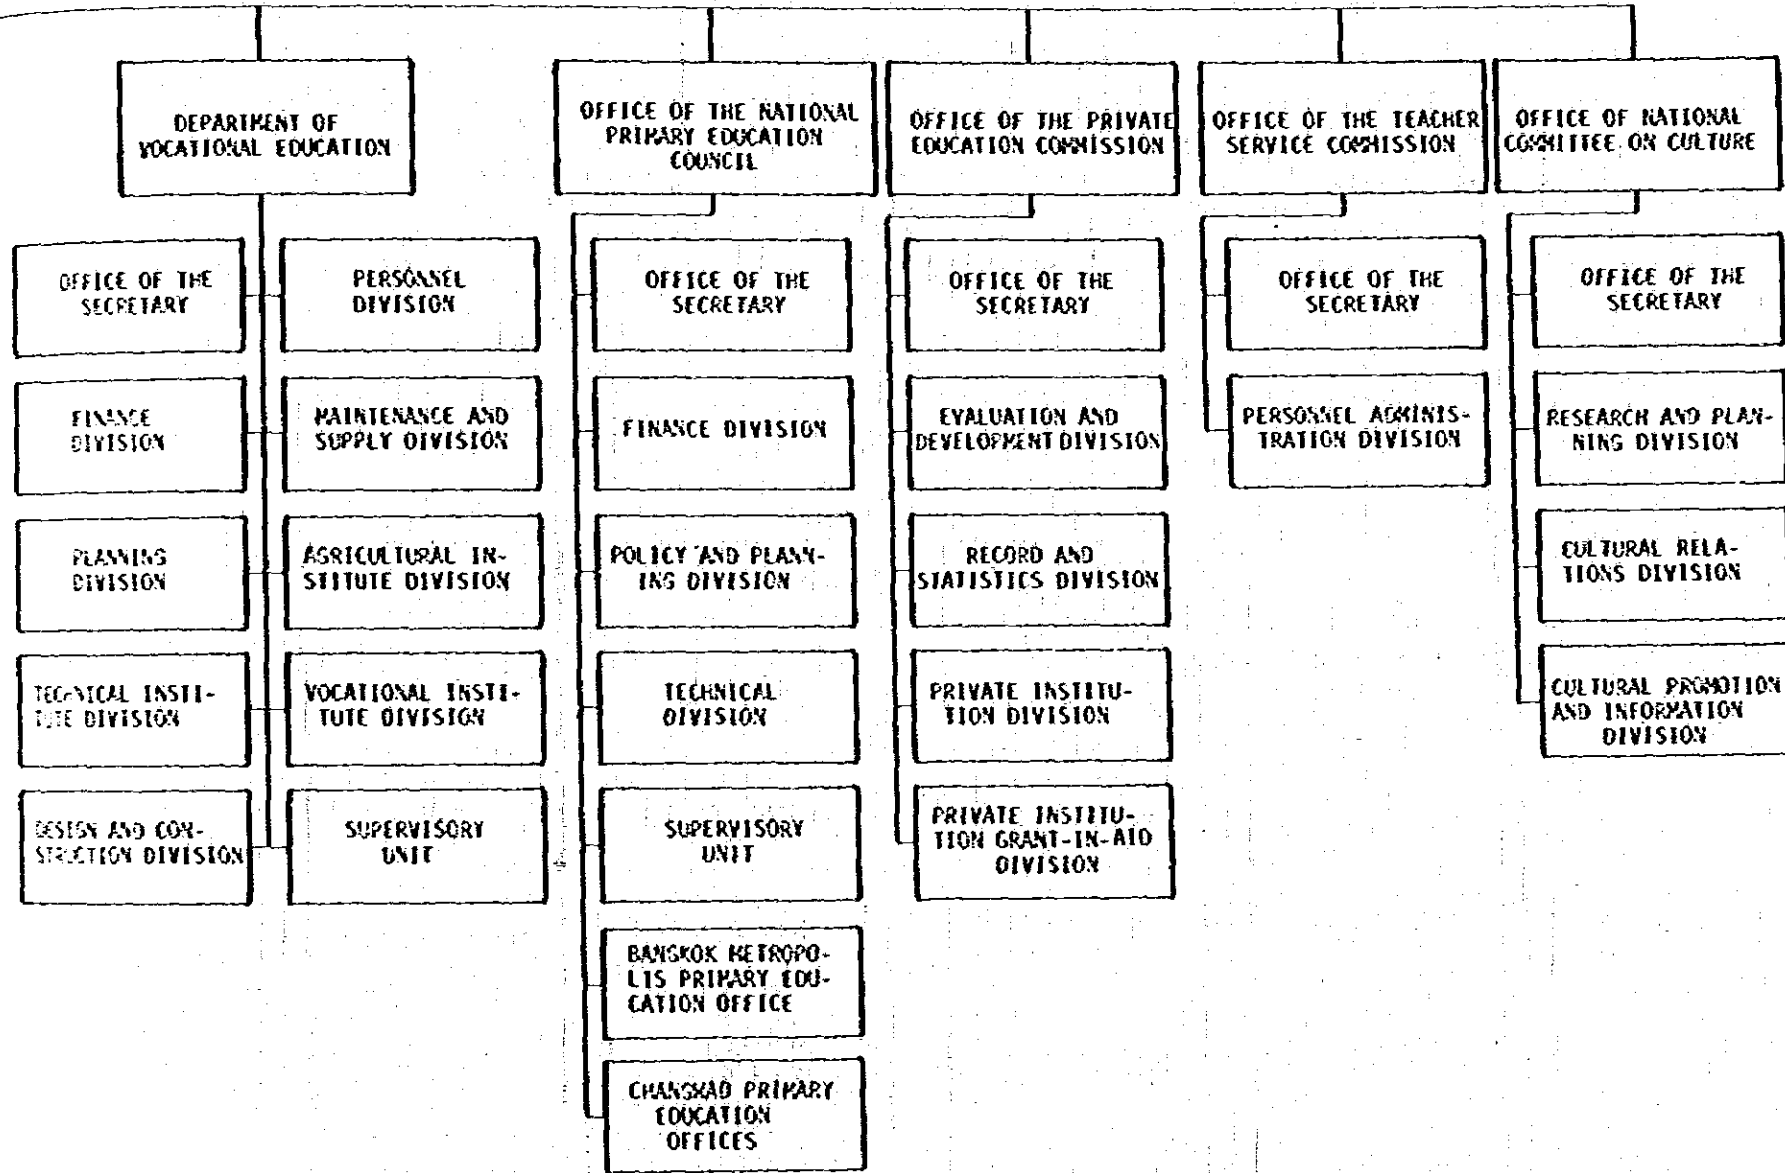 DEPARTMENT OF
VOCATIONAL EDUCATION
OFFICE OF THE NATIONAL
PRIMARY EDUCATION
COUNCIL
OFFICE OF THE PRIVATE
EDUCATION COMMISSION
OFFICE OF THE TEACHER
SERVICE COMMISSION
OFFICE OF NATIONAL
COMMITTEE ON CULTURE
OFFICE OF THE
SECRETARY
PERSONNEL
DIVISION
FINANCE
DIVISION
MAINTENANCE AND
SUPPLY DIVISION
PLANNING
DIVISION
AGRICULTURAL IN-
STITUTE DIVISION
TECHNICAL INSTI-
TUTE DIVISION
VOCATIONAL INSTI-
TUTE DIVISION
DESIGN AND CON-
STRUCTION DIVISION
SUPERVISORY
UNIT
OFFICE OF THE
SECRETARY
FINANCE DIVISION
POLICY AND PLANN-
ING DIVISION
TECHNICAL
DIVISION
SUPERVISORY
UNIT
BANGKOK METROPO-
LIS PRIMARY EDU-
CATION OFFICE
CHANGWAD PRIMARY
EDUCATION
OFFICES
OFFICE OF THE
SECRETARY
EVALUATION AND
DEVELOPMENT DIVISION
RECORD AND
STATISTICS DIVISION
PRIVATE INSTITU-
TION DIVISION
PRIVATE INSTITU-
TION GRANT-IN-AID
DIVISION
OFFICE OF THE
SECRETARY
PERSONNEL ADMINIS-
TRATION DIVISION
OFFICE OF THE
SECRETARY
RESEARCH AND PLAN-
NING DIVISION
CULTURAL RELA-
TIONS DIVISION
CULTURAL PROMOTION
AND INFORMATION
DIVISION